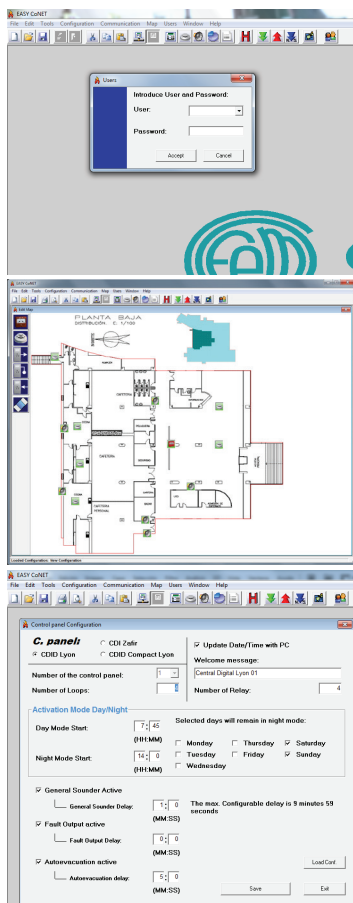 EASY CoNET
File Edit Tools Configuration Communication Map Users Window Help
Users
Introduce User and Password:
User:
Password:
Accept Cancel
EASY CoNET
File Edit Tools Configuration Communication Map Users Window Help
Edit Map
PLANTA BAJA
DISTRIBUCIÓN. E: 1/100
CAFETERIA
CAFETERIA
CAFETERIA
PERSONAL
Loaded Configuration: New Configuration
EASY CoNET
File Edit Tools Configuration Communication Map Users Window Help
Control panel Configuration
C. panel: CDI Zafir
CDID Lyon CDID Compact Lyon
Update Date/Time with PC
Welcome message:
Number of the control panel: 1
Central Digital Lyon 01
Number of Loops: 4
Number of Relay: 4
Activation Mode Day/Night
Day Mode Start: 7 : 45
(HH:MM)
Selected days will remain in night mode:
Monday Thursday Saturday
Night Mode Start: 14 : 0
(HH:MM)
Tuesday Friday Sunday
Wednesday
General Sounder Active
General Sounder Delay: 1 : 0
(MM:SS)
The max. Configurable delay is 9 minutes 59
seconds
Fault Output active
Fault Output Delay: 0 : 0
(MM:SS)
Autoevacuation active
Load Conf.
Autoevacuation delay: 5 : 0
(MM:SS)
Save Exit